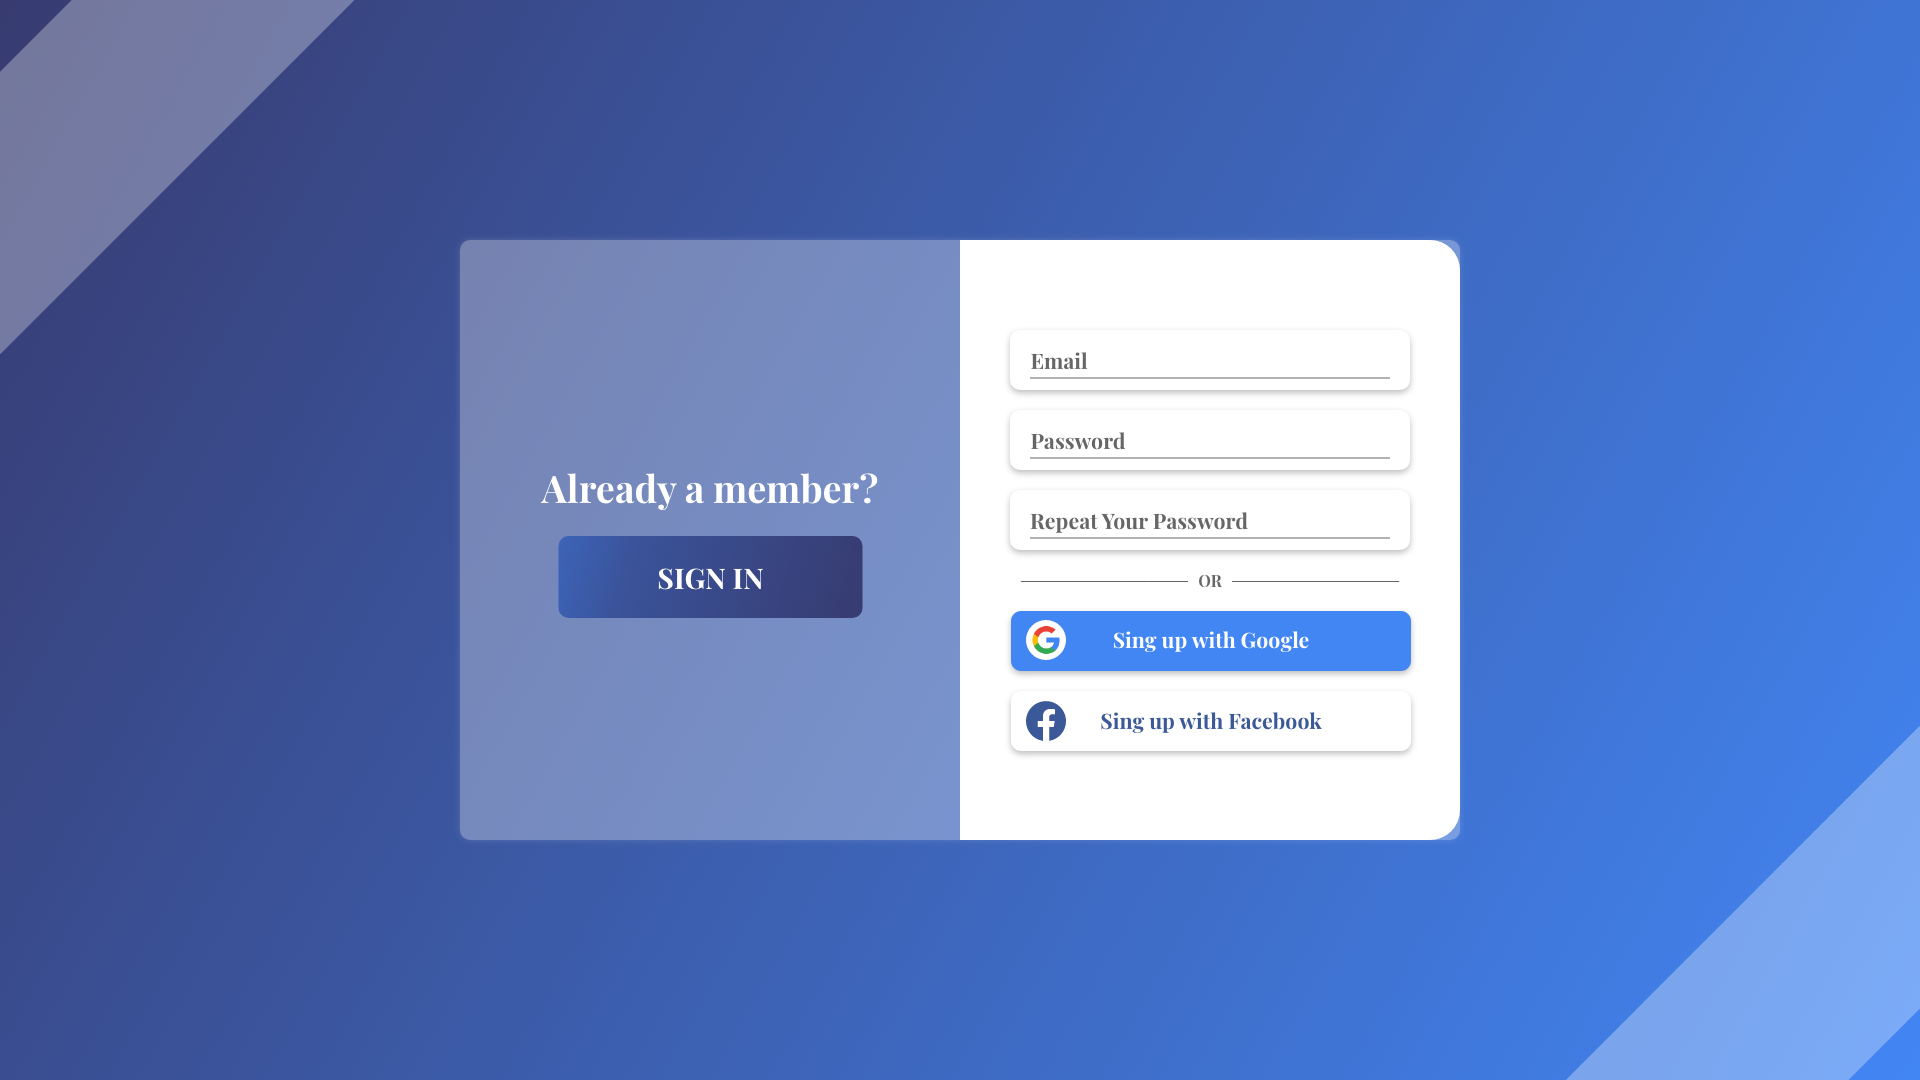 Already a member?
SIGN IN
Email
Password
Repeat Your Password
OR
Sing up with Google
Sing up with Facebook